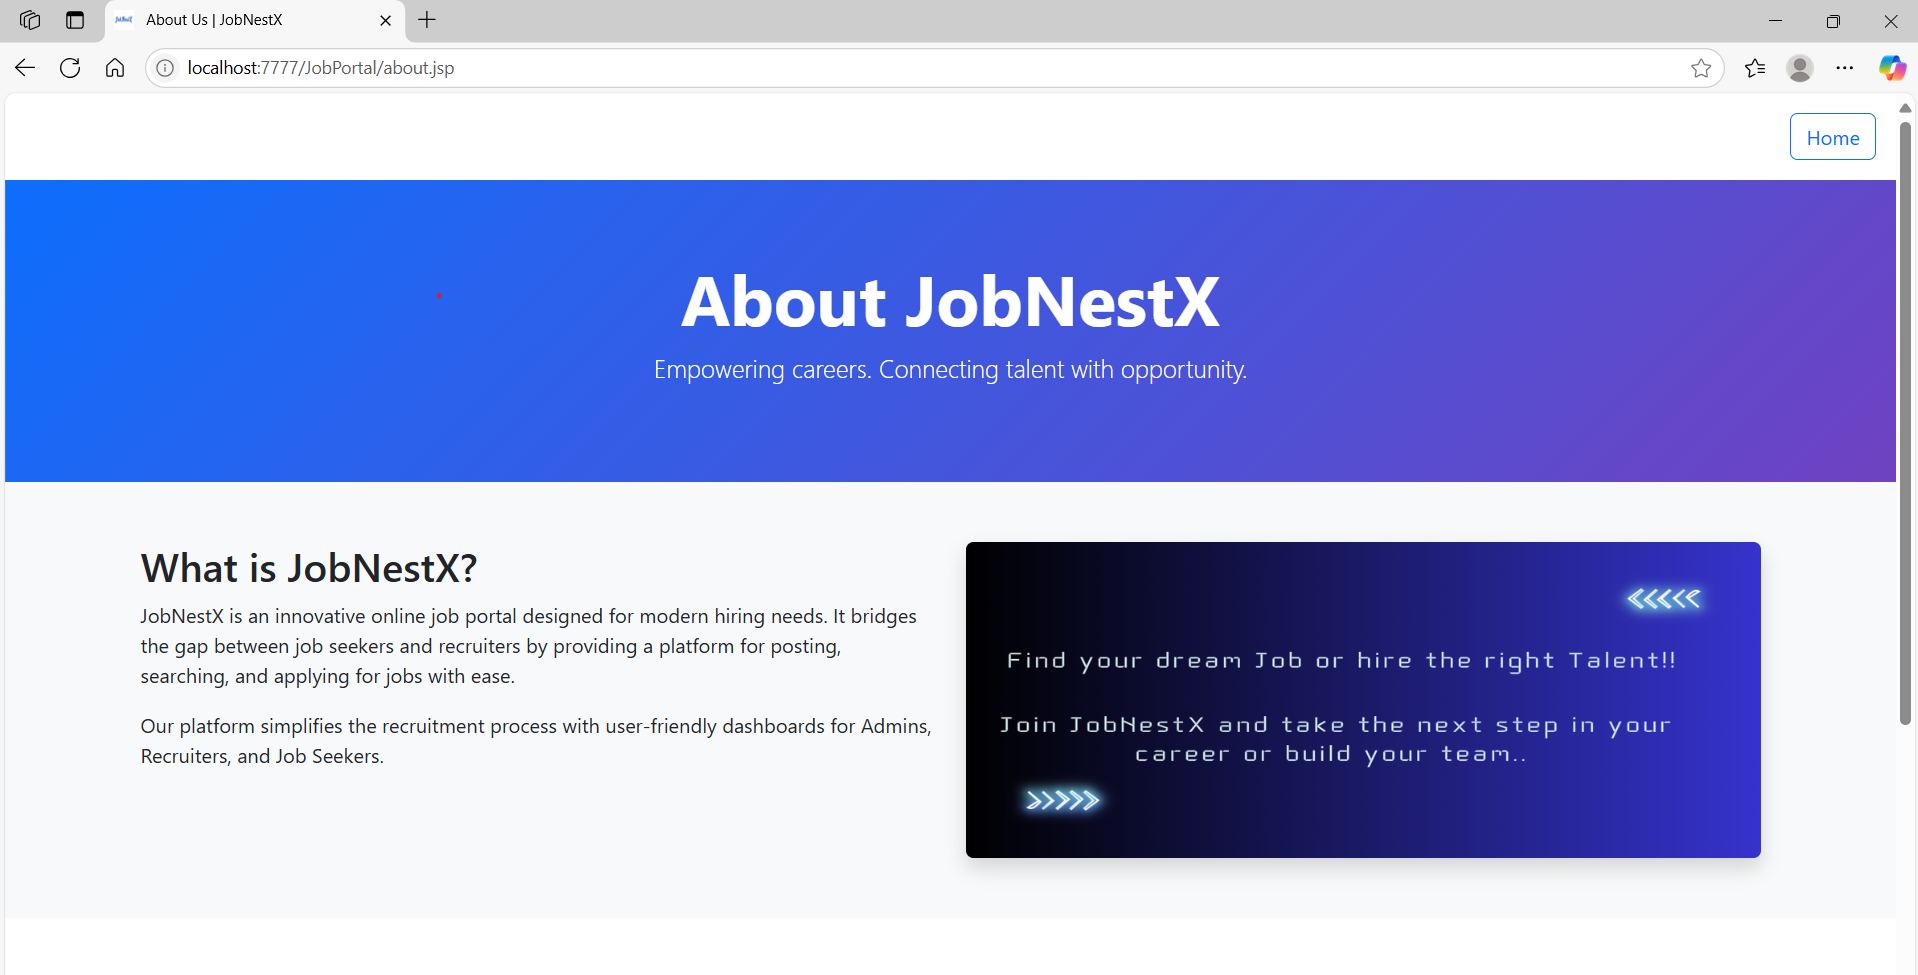 About Us | JobNestX
localhost:7777/JobPortal/about.jsp
Home
About JobNestX
Empowering careers. Connecting talent with opportunity.
What is JobNestX?
JobNestX is an innovative online job portal designed for modern hiring needs. It bridges
the gap between job seekers and recruiters by providing a platform for posting,
searching, and applying for jobs with ease.
Our platform simplifies the recruitment process with user-friendly dashboards for Admins,
Recruiters, and Job Seekers.
Find your dream Job or hire the right Talent!!
Join JobNestX and take the next step in your
career or build your team..